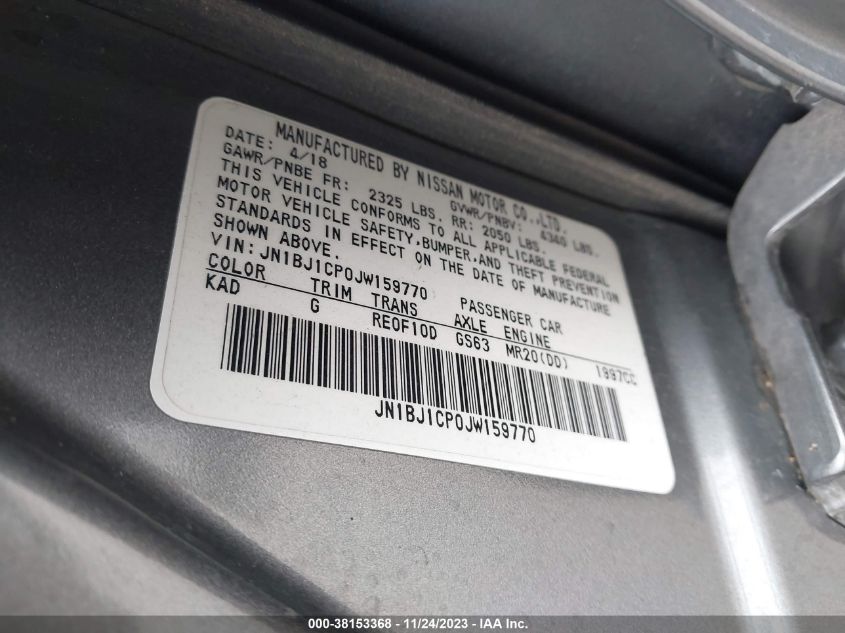 MANUFACTURED BY NISSAN MOTOR CO.,LTD.
DATE: 4/18 GVWR/PNBV: 4340 LBS.
GAWR/PNBE FR: 2325 LBS. RR: 2050 LBS.
THIS VEHICLE CONFORMS TO ALL APPLICABLE FEDERAL
MOTOR VEHICLE SAFETY,BUMPER,AND THEFT PREVENTION
STANDARDS IN EFFECT ON THE DATE OF MANUFACTURE
SHOWN ABOVE.
VIN: JN1BJ1CP0JW159770 PASSENGER CAR
COLOR TRIM TRANS AXLE ENGINE
KAD G RE0F10D GS63 MR20(DD) 1997CC
JN1BJ1CP0JW159770
000-38153368 - 11/24/2023 - IAA Inc.